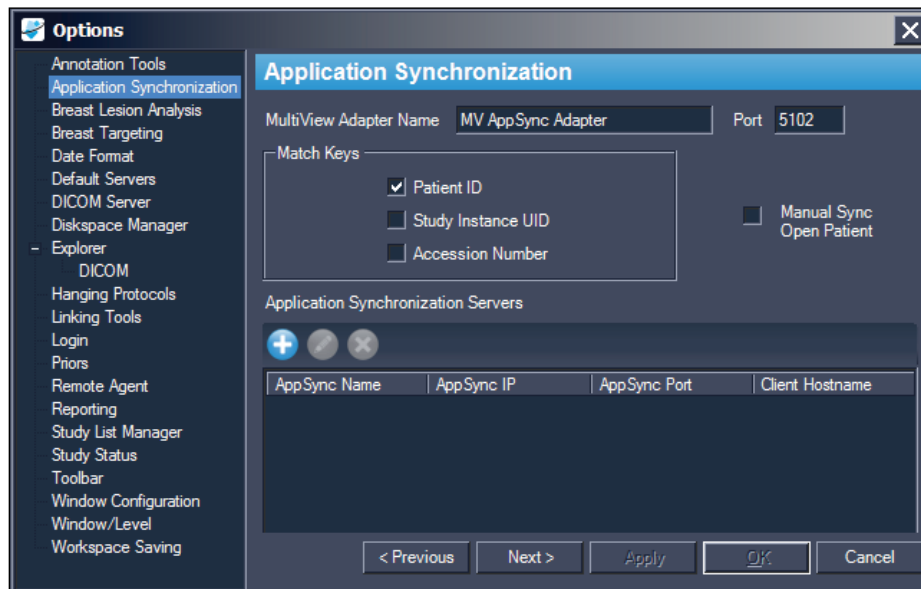 Options
Annotation Tools
Application Synchronization
Breast Lesion Analysis
Breast Targeting
Date Format
Default Servers
DICOM Server
Diskspace Manager
Explorer
DICOM
Hanging Protocols
Linking Tools
Login
Priors
Remote Agent
Reporting
Study List Manager
Study Status
Toolbar
Window Configuration
Window/Level
Workspace Saving
Application Synchronization
MultiView Adapter Name MV AppSync Adapter Port 5102
Match Keys
Patient ID
Study Instance UID
Accession Number
Manual Sync
Open Patient
Application Synchronization Servers
AppSync Name AppSync IP AppSync Port Client Hostname
< Previous Next > Apply OK Cancel